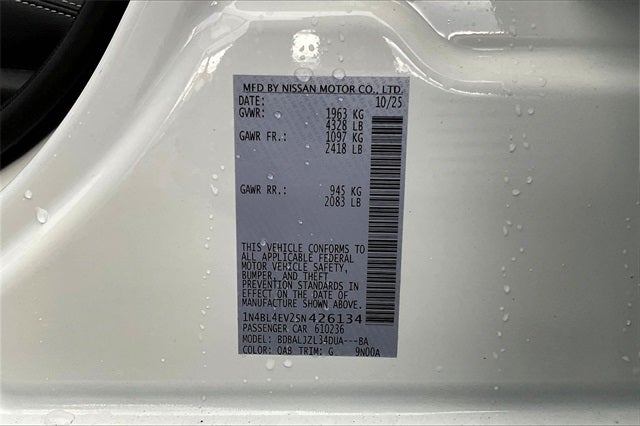 MFD BY NISSAN MOTOR CO., LTD.
DATE: 10/25
GVWR: 1963 KG
4328 LB
GAWR FR.: 1097 KG
2418 LB
GAWR RR.: 945 KG
2083 LB
THIS VEHICLE CONFORMS TO
ALL APPLICABLE FEDERAL
MOTOR VEHICLE SAFETY,
BUMPER, AND THEFT
PREVENTION STANDARDS IN
EFFECT ON THE DATE OF
MANUFACTURE SHOWN ABOVE.
1N4BL4EV2SN426134
PASSENGER CAR 610236
MODEL: BDBALJZL34DUA---BA
COLOR: QAB TRIM: G 9N00A